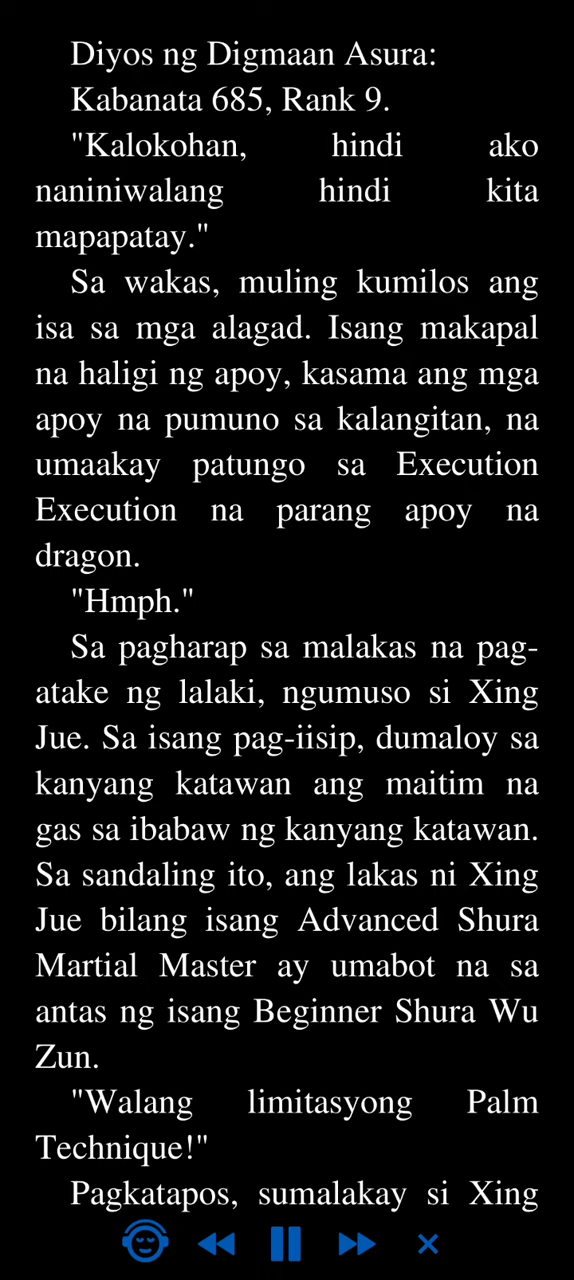 Diyos ng Digmaan Asura:
Kabanata 685, Rank 9.
"Kalokohan, hindi ako
naniniwalang hindi kita
mapapatay."
Sa wakas, muling kumilos ang
isa sa mga alagad. Isang makapal
na haligi ng apoy, kasama ang mga
apoy na pumuno sa kalangitan, na
umaakay patungo sa Execution
Execution na parang apoy na
dragon.
"Hmph."
Sa pagharap sa malakas na pag-
atake ng lalaki, ngumuso si Xing
Jue. Sa isang pag-iisip, dumaloy sa
kanyang katawan ang maitim na
gas sa ibabaw ng kanyang katawan.
Sa sandaling ito, ang lakas ni Xing
Jue bilang isang Advanced Shura
Martial Master ay umabot na sa
antas ng isang Beginner Shura Wu
Zun.
"Walang limitasyong Palm
Technique!"
Pagkatapos, sumalakay si Xing